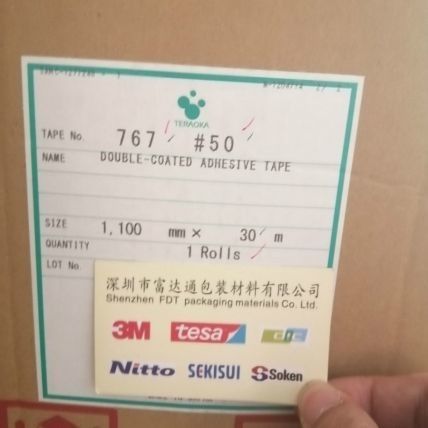 TERAOKA
TAPE No. 767 #50
NAME DOUBLE-COATED ADHESIVE TAPE
SIZE 1,100 mm × 30 m
QUANTITY 1 Rolls
LOT No.
深圳市富达通包装材料有限公司
Shenzhen FDT packaging materials Co. Ltd.
3M tesa
Nitto SEKISUI Soken